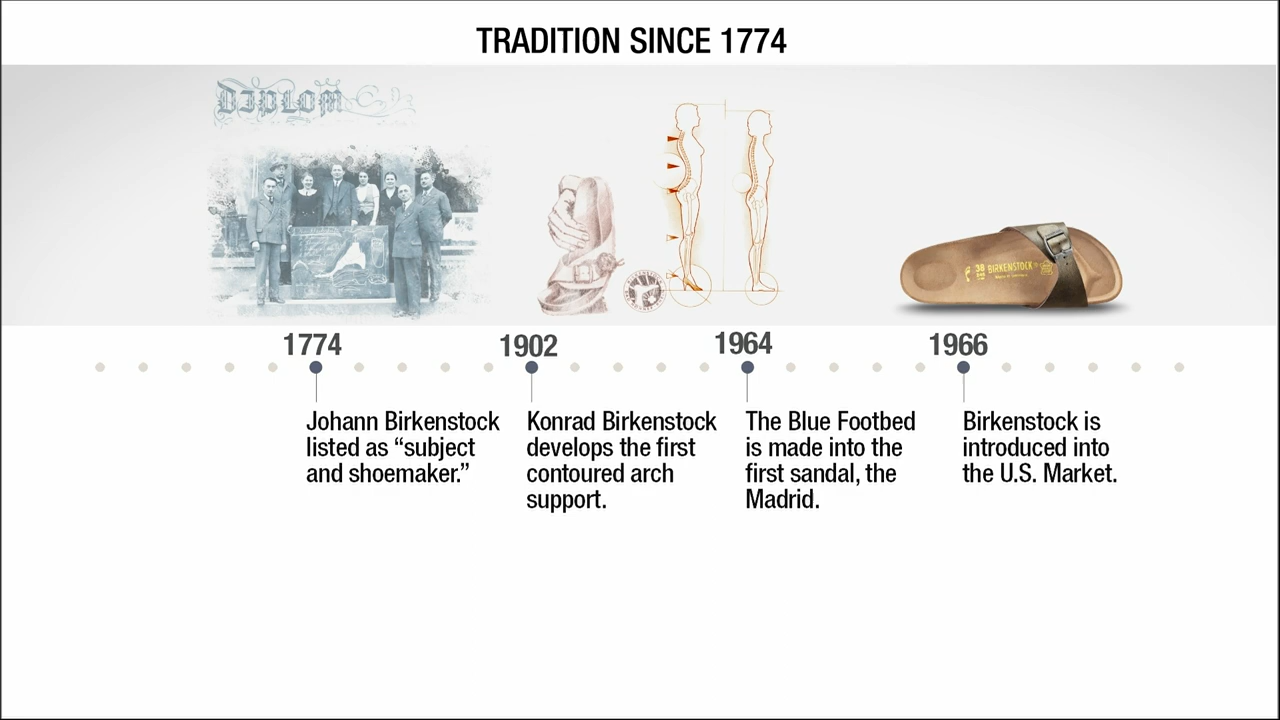 TRADITION SINCE 1774
Diplom
38
BIRKENSTOCK
1774
1902
1964
1966
Johann Birkenstock
listed as “subject
and shoemaker.”
Konrad Birkenstock
develops the first
contoured arch
support.
The Blue Footbed
is made into the
first sandal, the
Madrid.
Birkenstock is
introduced into
the U.S. Market.